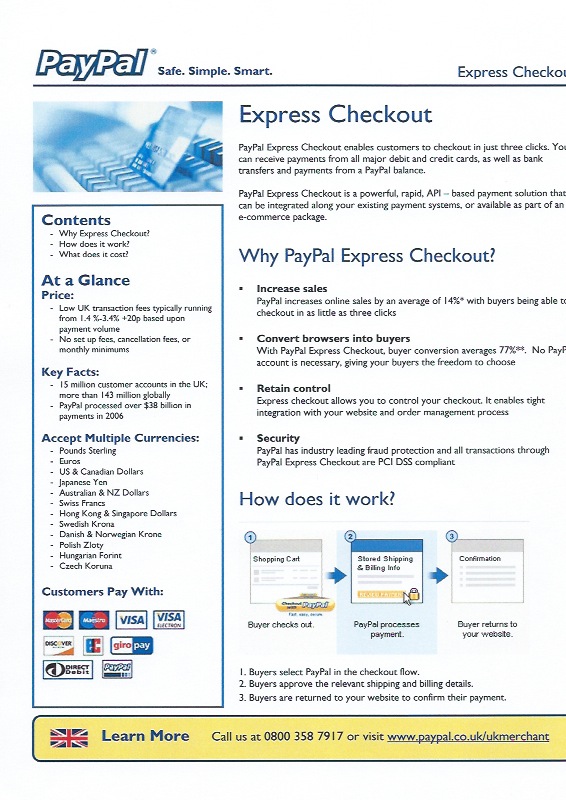 PayPal®
Safe. Simple. Smart.
Express Checkou
Contents
- Why Express Checkout?
- How does it work?
- What does it cost?
At a Glance
Price:
- Low UK transaction fees typically running
from 1.4 %-3.4% +20p based upon
payment volume
- No set up fees, cancellation fees, or
monthly minimums
Key Facts:
- 15 million customer accounts in the UK;
more than 143 million globally
- PayPal processed over $38 billion in
payments in 2006
Accept Multiple Currencies:
- Pounds Sterling
- Euros
- US & Canadian Dollars
- Japanese Yen
- Australian & NZ Dollars
- Swiss Francs
- Hong Kong & Singapore Dollars
- Swedish Krona
- Danish & Norwegian Krone
- Polish Zloty
- Hungarian Forint
- Czech Koruna
Customers Pay With:
MasterCard Maestro VISA VISA
ELECTRON
DISCOVER giro pay
DIRECT
Debit
PayPal
Express Checkout
PayPal Express Checkout enables customers to checkout in just three clicks. You
can receive payments from all major debit and credit cards, as well as bank
transfers and payments from a PayPal balance.
PayPal Express Checkout is a powerful, rapid, API – based payment solution that
can be integrated along your existing payment systems, or available as part of an
e-commerce package.
Why PayPal Express Checkout?
▪ Increase sales
PayPal increases online sales by an average of 14%* with buyers being able to
checkout in as little as three clicks
▪ Convert browsers into buyers
With PayPal Express Checkout, buyer conversion averages 77%**. No PayP
account is necessary, giving your buyers the freedom to choose
▪ Retain control
Express checkout allows you to control your checkout. It enables tight
integration with your website and order management process
▪ Security
PayPal has industry leading fraud protection and all transactions through
PayPal Express Checkout are PCI DSS compliant
How does it work?
1 2 3
Shopping Cart
Checkout
with PayPal
Fast, easy, secure.
Buyer checks out.
Stored Shipping
& Billing Info
PayPal processes
payment.
Confirmation
Buyer returns to
your website.
1. Buyers select PayPal in the checkout flow.
2. Buyers approve the relevant shipping and billing details.
3. Buyers are returned to your website to confirm their payment.
Learn More Call us at 0800 358 7917 or visit www.paypal.co.uk/ukmerchant